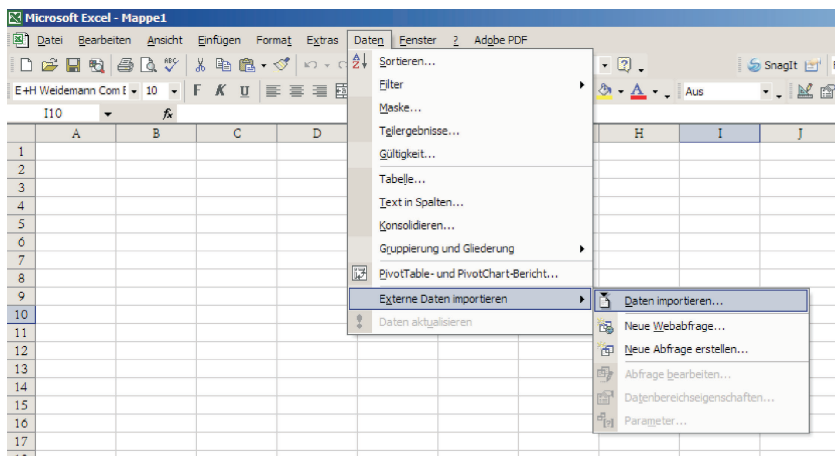 Microsoft Excel - Mappe1
Datei Bearbeiten Ansicht Einfügen Format Extras Daten Fenster ? Adobe PDF
SnagIt
E+H Weidemann Com 10 F K U Aus
I10 fx
A B C D H I J
1
2
3
4
5
6
7
8
9
10
11
12
13
14
15
16
17
Sortieren...
Filter
Maske...
Teilergebnisse...
Gültigkeit...
Tabelle...
Text in Spalten...
Konsolidieren...
Gruppierung und Gliederung
PivotTable- und PivotChart-Bericht...
Externe Daten importieren
Daten aktualisieren
Daten importieren...
Neue Webabfrage...
Neue Abfrage erstellen...
Abfrage bearbeiten...
Datenbereichseigenschaften...
Parameter...